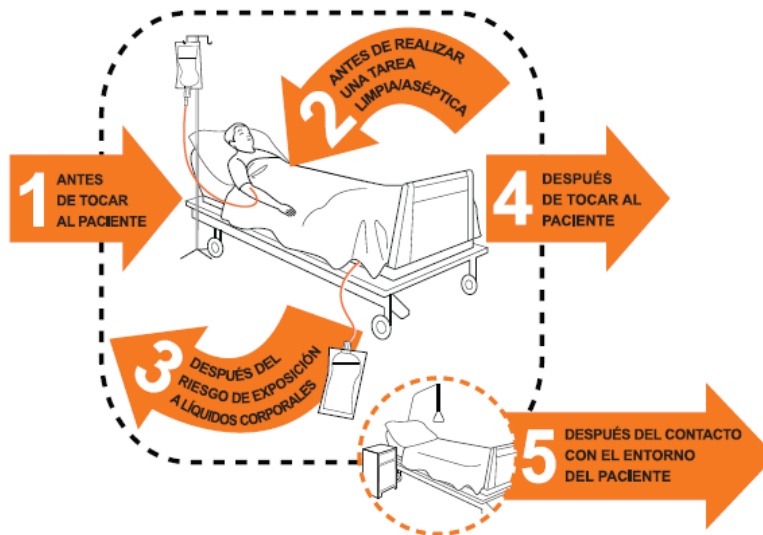 1
ANTES
DE TOCAR
AL PACIENTE
2
ANTES DE REALIZAR
UNA TAREA
LIMPIA/ASÉPTICA
3
DESPUÉS DEL
RIESGO DE EXPOSICIÓN
A LÍQUIDOS CORPORALES
4
DESPUÉS
DE TOCAR AL
PACIENTE
5
DESPUÉS DEL CONTACTO
CON EL ENTORNO
DEL PACIENTE